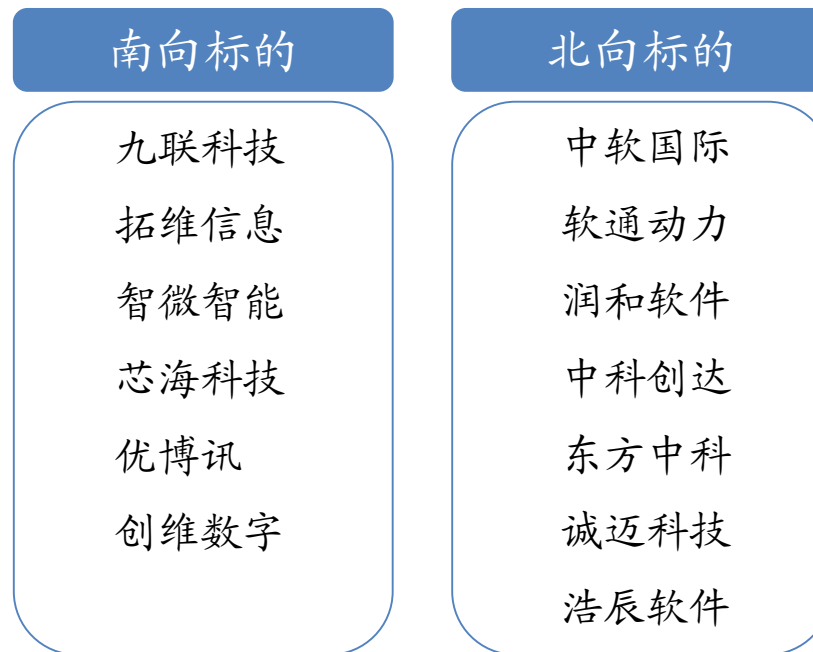 南向标的
九联科技
拓维信息
智微智能
芯海科技
优博讯
创维数字
北向标的
中软国际
软通动力
润和软件
中科创达
东方中科
诚迈科技
浩辰软件